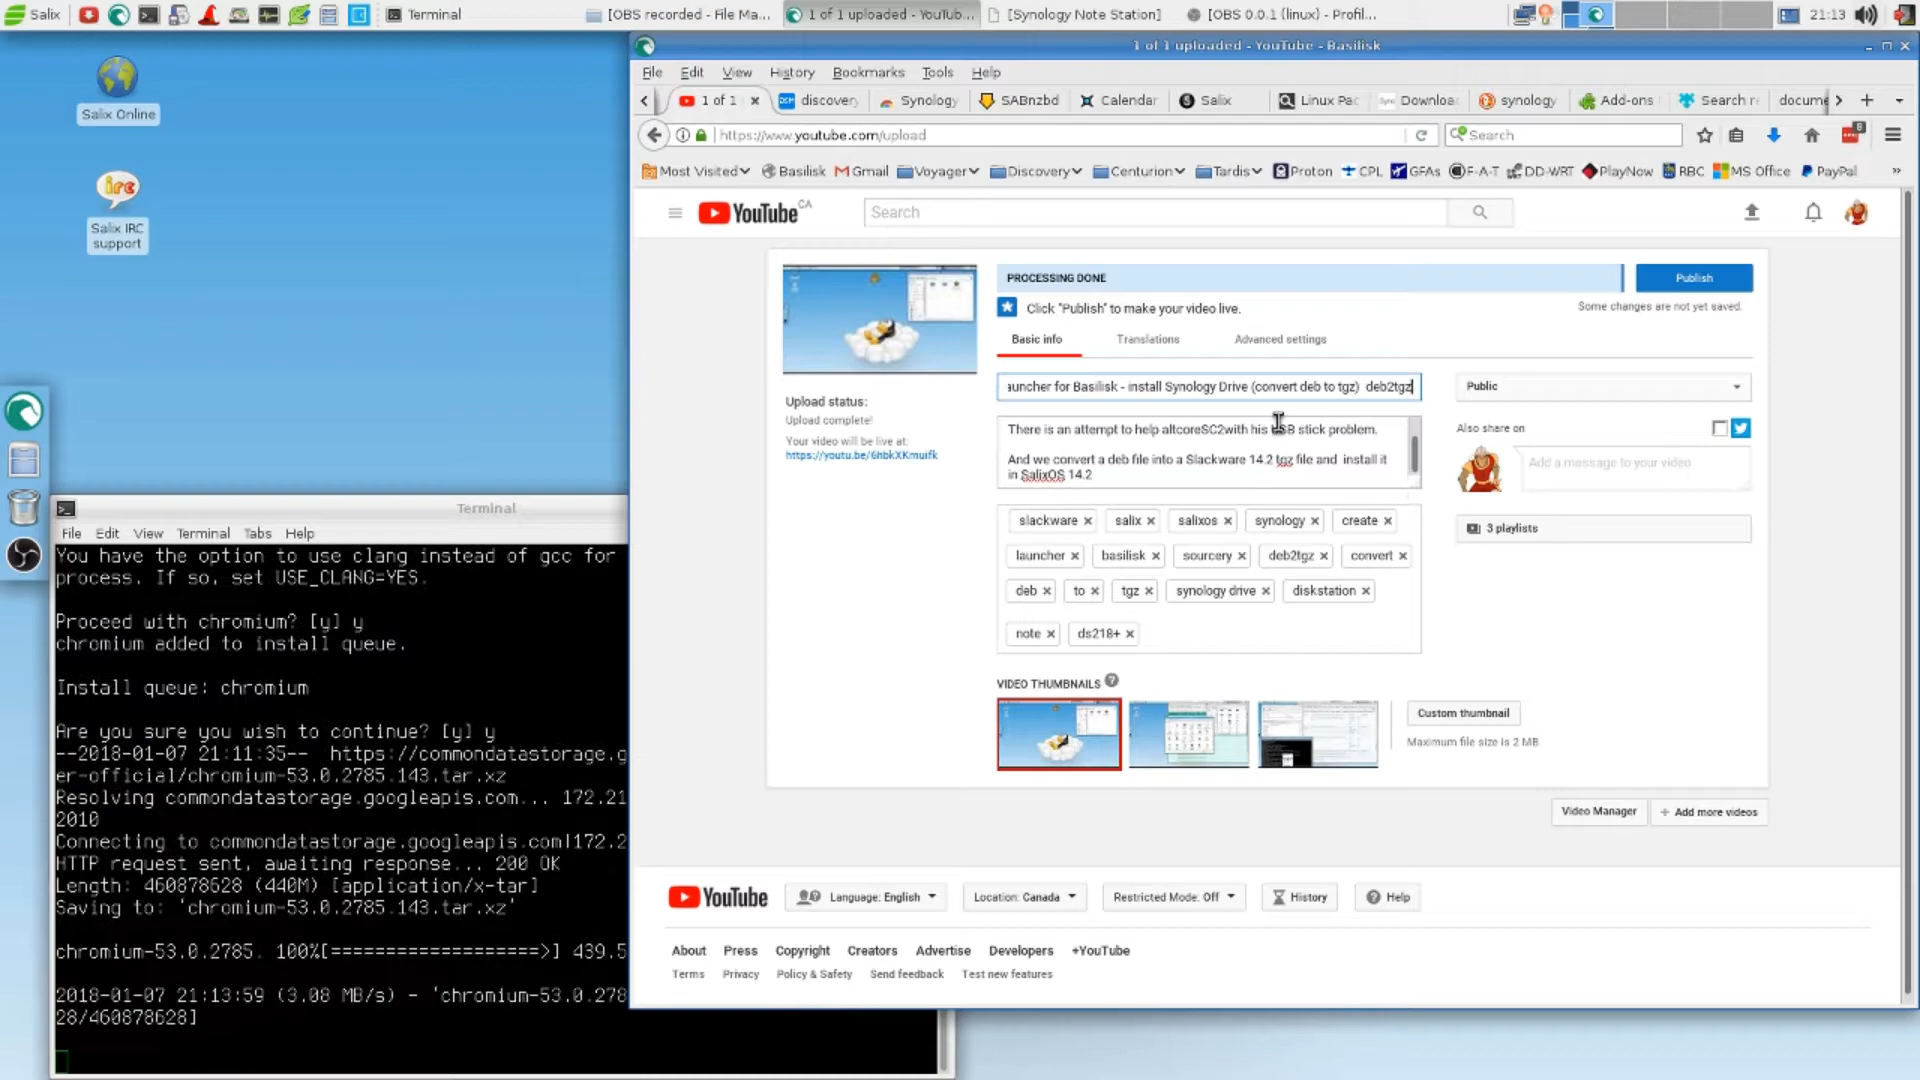 Salix
Terminal
[OBS recorded - File Ma...
1 of 1 uploaded - YouTub...
[Synology Note Station]
[OBS 0.0.1 (linux) - Profil...
21:13
Salix Online
Salix IRC
support
1 of 1 uploaded - YouTube - Basilisk
File Edit View History Bookmarks Tools Help
1 of 1
discovery
Synology
SABnzbd
Calendar
Salix
Linux Pac
Downloa
synology
Add-ons
Search r
docume
https://www.youtube.com/upload
Search
8
Most Visited Basilisk Gmail Voyager Discovery Centurion Tardis Proton CPL GFAs F-A-T DD-WRT PlayNow RBC MS Office PayPal
YouTube CA
Search
PROCESSING DONE
Publish
Click "Publish" to make your video live.
Some changes are not yet saved.
Basic info
Translations
Advanced settings
auncher for Basilisk - install Synology Drive (convert deb to tgz)  deb2tgz
Public
There is an attempt to help altcoreSC2with his USB stick problem.
And we convert a deb file into a Slackware 14.2 tgz file and  install it
in SalixOS 14.2
Also share on
Add a message to your video
3 playlists
Upload status:
Upload complete!
Your video will be live at:
https://youtu.be/6hbkXKmuifk
slackware
salix
salixos
synology
create
launcher
basilisk
sourcery
deb2tgz
convert
deb
to
tgz
synology drive
diskstation
note
ds218+
VIDEO THUMBNAILS
Custom thumbnail
Maximum file size is 2 MB
Video Manager
+ Add more videos
YouTube
Language: English
Location: Canada
Restricted Mode: Off
History
Help
About Press Copyright Creators Advertise Developers +YouTube
Terms Privacy Policy & Safety Send feedback Test new features
Terminal
File Edit View Terminal Tabs Help
You have the option to use clang instead of gcc for
process. If so, set USE_CLANG=YES.
Proceed with chromium? [y] y
chromium added to install queue.
Install queue: chromium
Are you sure you wish to continue? [y] y
--2018-01-07 21:11:35--  https://commondatastorage.g
er-official/chromium-53.0.2785.143.tar.xz
Resolving commondatastorage.googleapis.com... 172.21
2010
Connecting to commondatastorage.googleapis.com|172.2
HTTP request sent, awaiting response... 200 OK
Length: 460878628 (440M) [application/x-tar]
Saving to: 'chromium-53.0.2785.143.tar.xz'
chromium-53.0.2785. 100%[===================>] 439.5
2018-01-07 21:13:59 (3.08 MB/s) - 'chromium-53.0.278
28/460878628]